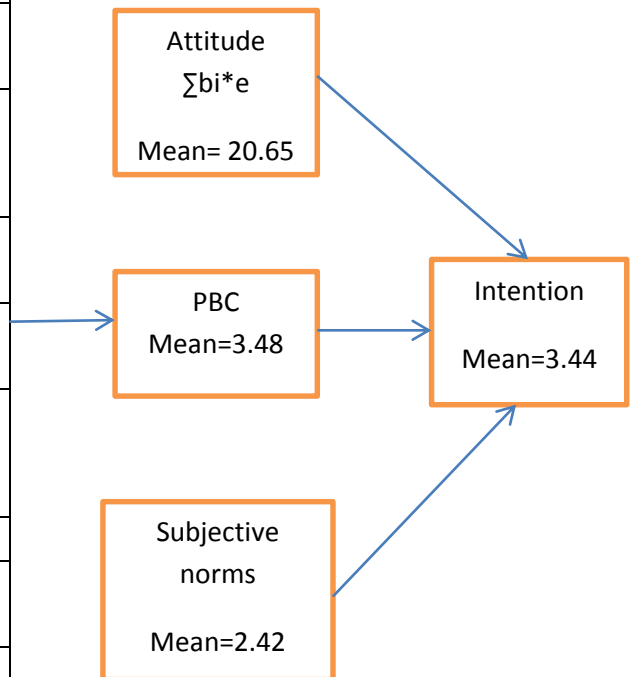 Attitude
∑bi*e
Mean= 20.65
PBC
Mean=3.48
Intention
Mean=3.44
Subjective
norms
Mean=2.42